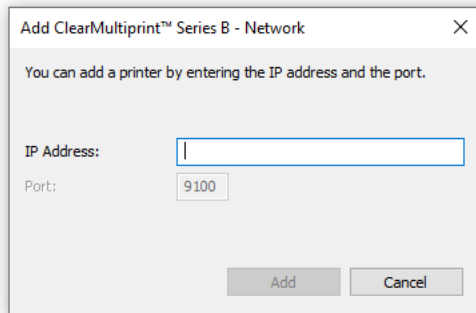 Add ClearMultiprint™ Series B - Network
You can add a printer by entering the IP address and the port.
IP Address:
Port: 9100
Add Cancel